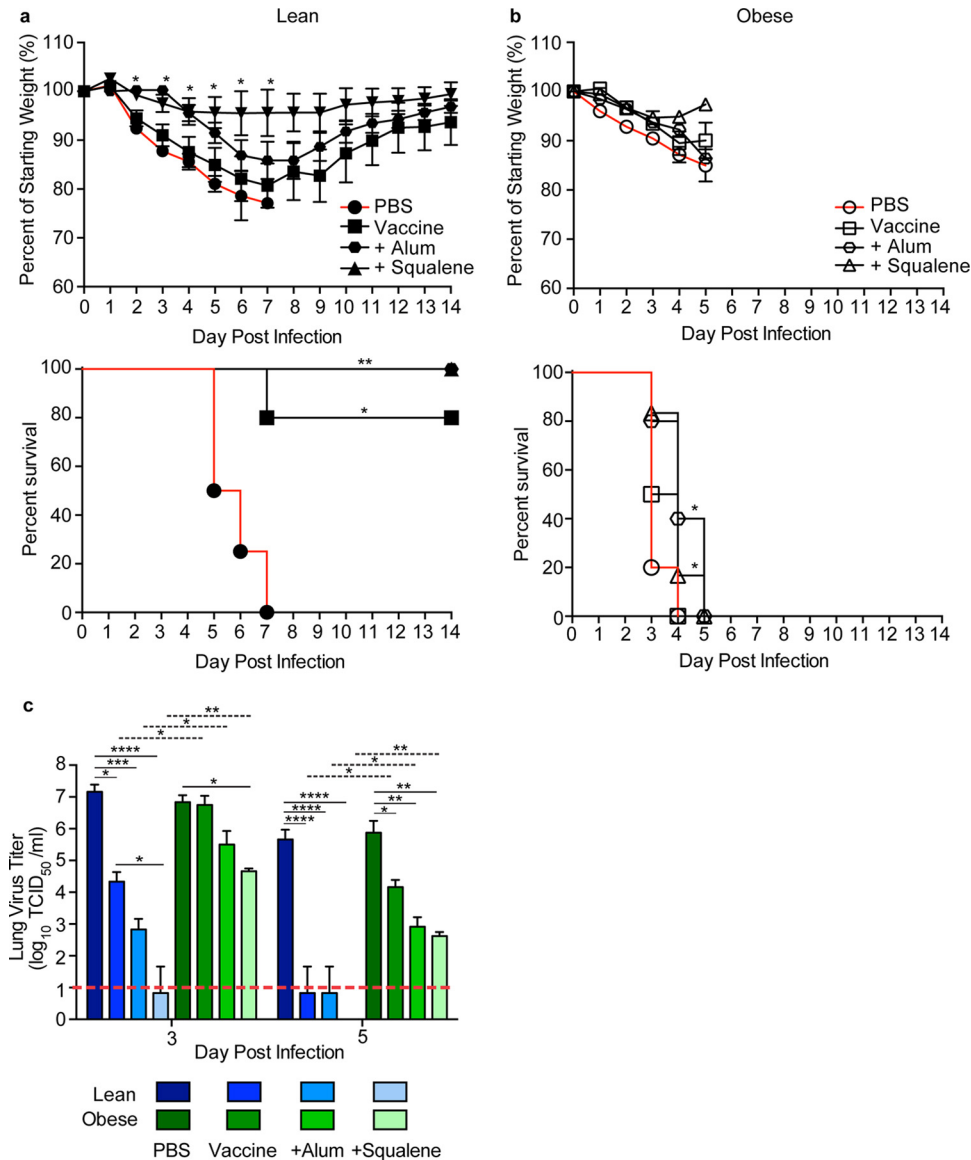 a
Lean
Percent of Starting Weight (%)
110
100
90
80
70
60
* * * * * *
PBS
Vaccine
+ Alum
+ Squalene
0 1 2 3 4 5 6 7 8 9 10 11 12 13 14
Day Post Infection
Percent survival
100
80
60
40
20
0
**
*
0 1 2 3 4 5 6 7 8 9 10 11 12 13 14
Day Post Infection
b
Obese
Percent of Starting Weight (%)
110
100
90
80
70
60
PBS
Vaccine
+ Alum
+ Squalene
0 1 2 3 4 5 6 7 8 9 10 11 12 13 14
Day Post Infection
Percent survival
100
80
60
40
20
0
*
*
0 1 2 3 4 5 6 7 8 9 10 11 12 13 14
Day Post Infection
c
Lung Virus Titer
(log10 TCID50/ml)
8
7
6
5
4
3
2
1
0
**
*
*
****
***
*
*
*
**
*
*
****
****
****
**
**
*
3 5
Day Post Infection
Lean
Obese
PBS Vaccine +Alum +Squalene